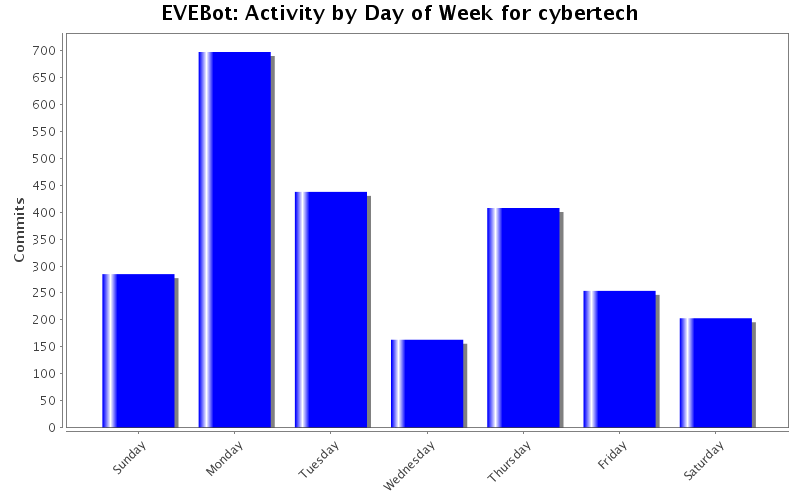 EVEBot: Activity by Day of Week for cybertech
700
650
600
550
500
450
400
350
300
250
200
150
100
50
0
Commits
Sunday
Monday
Tuesday
Wednesday
Thursday
Friday
Saturday